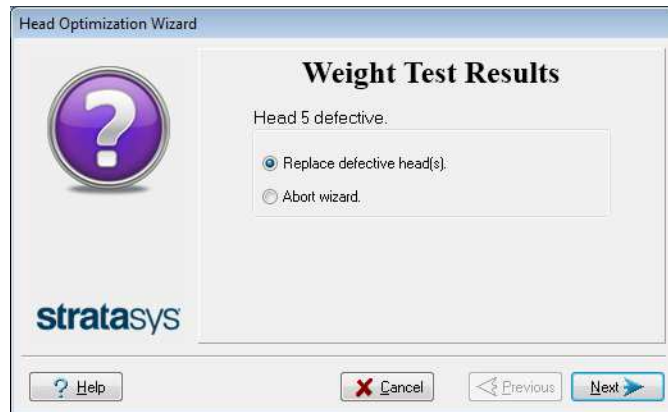 Head Optimization Wizard
Weight Test Results
Head 5 defective.
Replace defective head(s).
Abort wizard.
stratasys
? Help
Cancel
Previous
Next